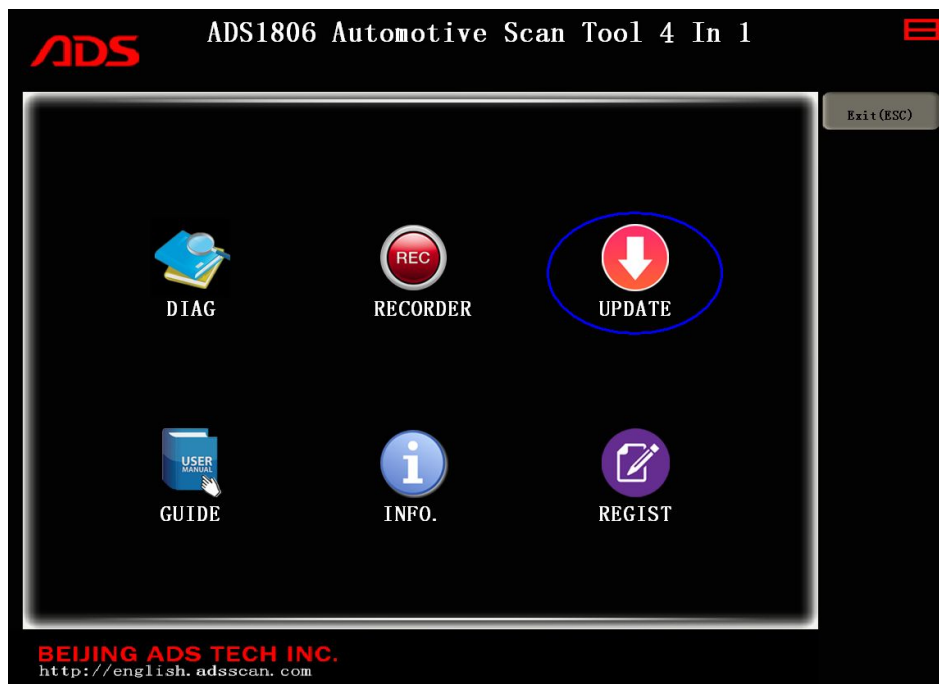 ADS
ADS1806 Automotive Scan Tool 4 In 1
Exit(ESC)
REC
DIAG
RECORDER
UPDATE
USER
MANUAL
GUIDE
INFO.
REGIST
BEIJING ADS TECH INC.
http://english.adsscan.com